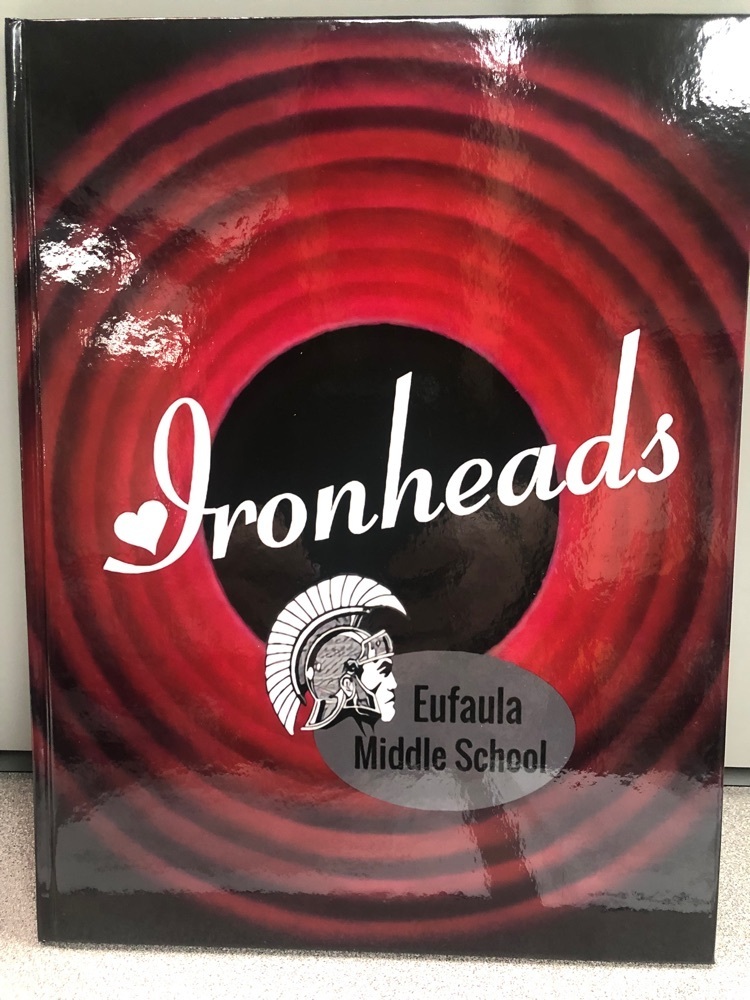 Ironheads
Eufaula
Middle School